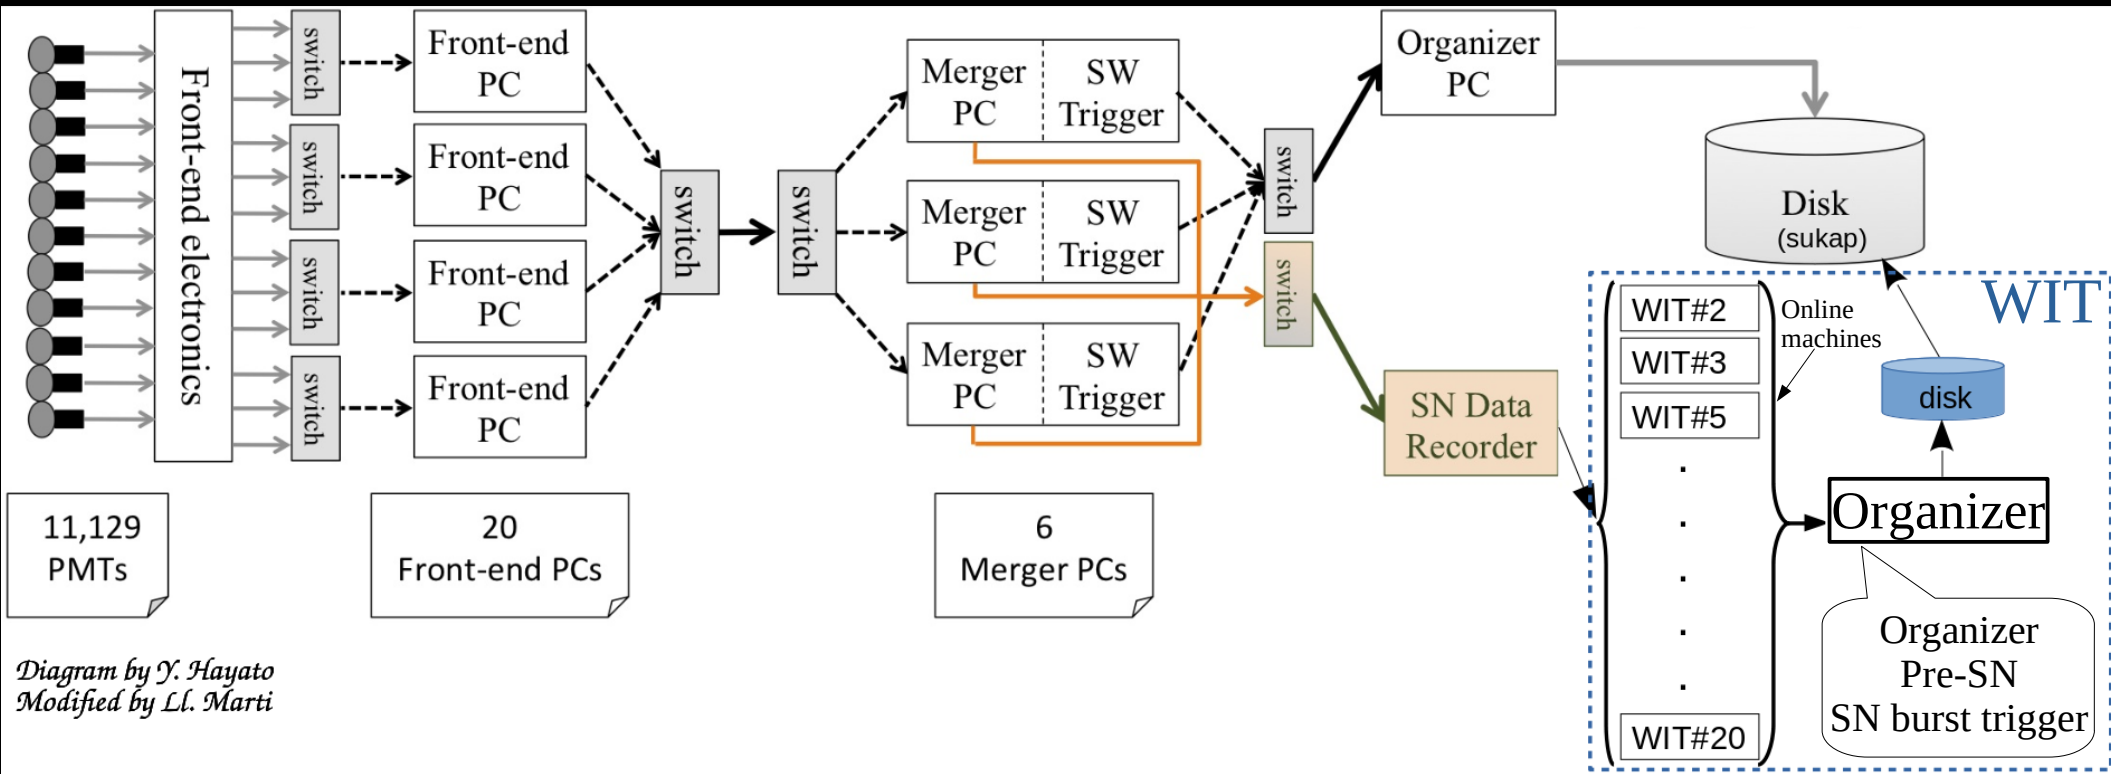 Front-end electronics
switch
switch
switch
switch
Front-end
PC
Front-end
PC
Front-end
PC
Front-end
PC
switch
switch
Merger
PC
SW
Trigger
Merger
PC
SW
Trigger
Merger
PC
SW
Trigger
switch
switch
Organizer
PC
SN Data
Recorder
Disk
(sukap)
WIT
WIT#2
WIT#3
WIT#5
.
.
.
.
.
WIT#20
Online
machines
disk
Organizer
Organizer
Pre-SN
SN burst trigger
11,129
PMTs
20
Front-end PCs
6
Merger PCs
Diagram by Y. Hayato
Modified by Ll. Marti